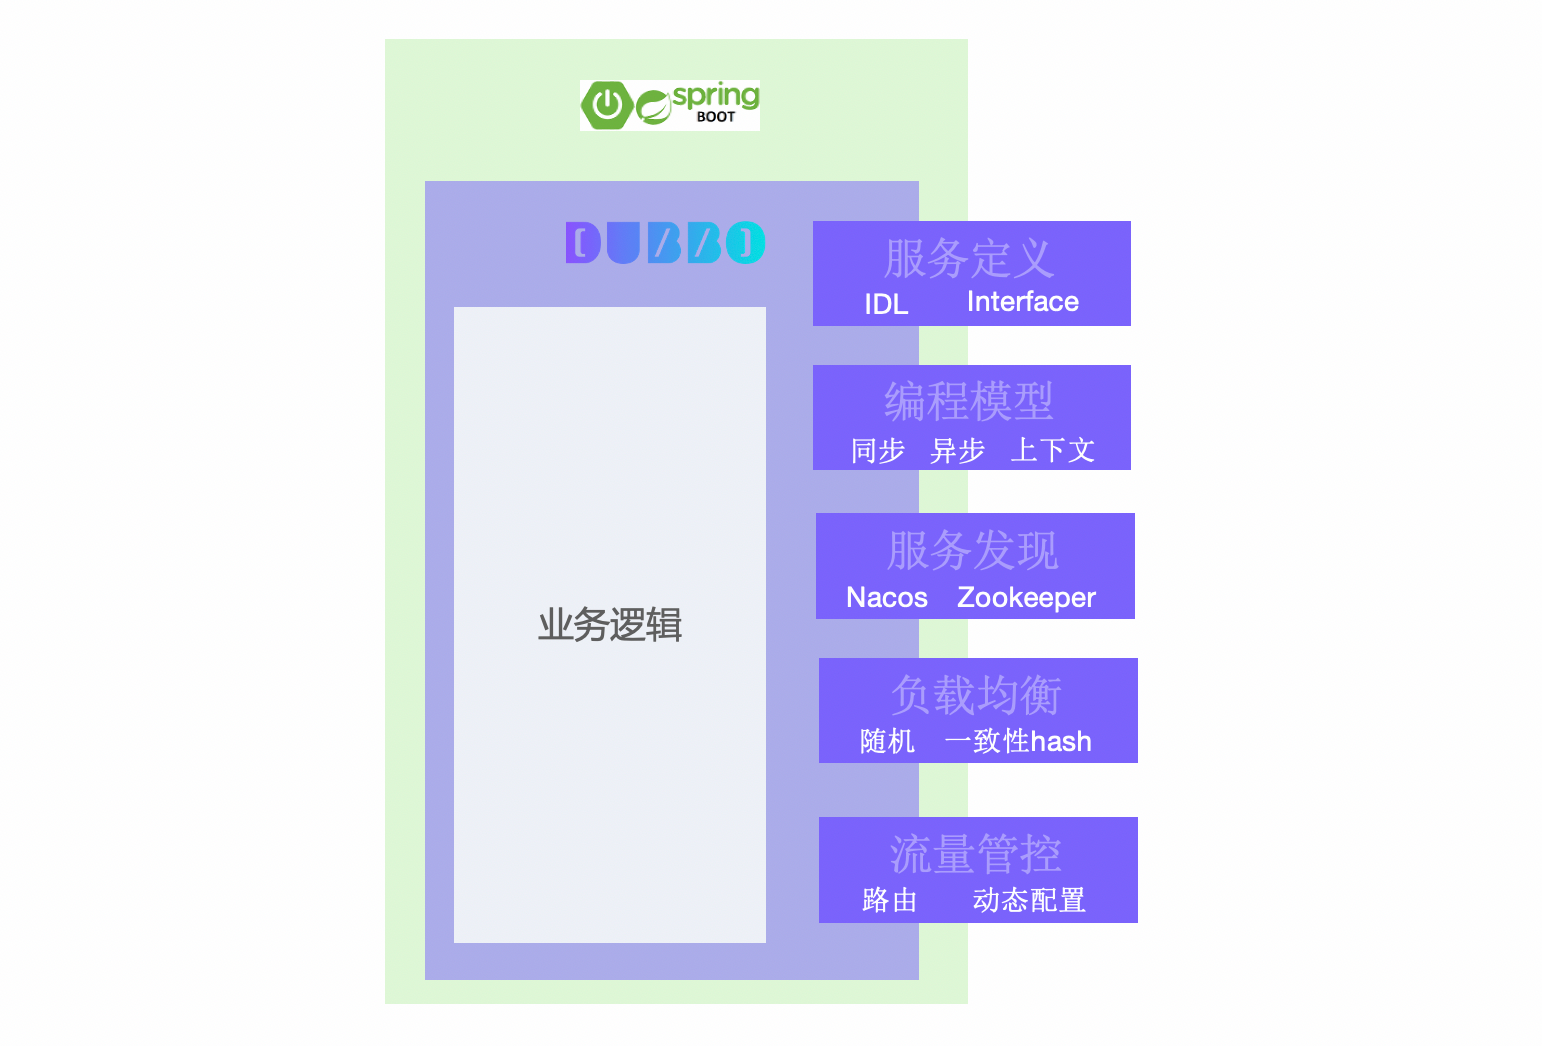 spring
BOOT
DUBBO
服务定义
IDL Interface
编程模型
同步 异步 上下文
服务发现
Nacos Zookeeper
业务逻辑
负载均衡
随机 一致性hash
流量管控
路由 动态配置